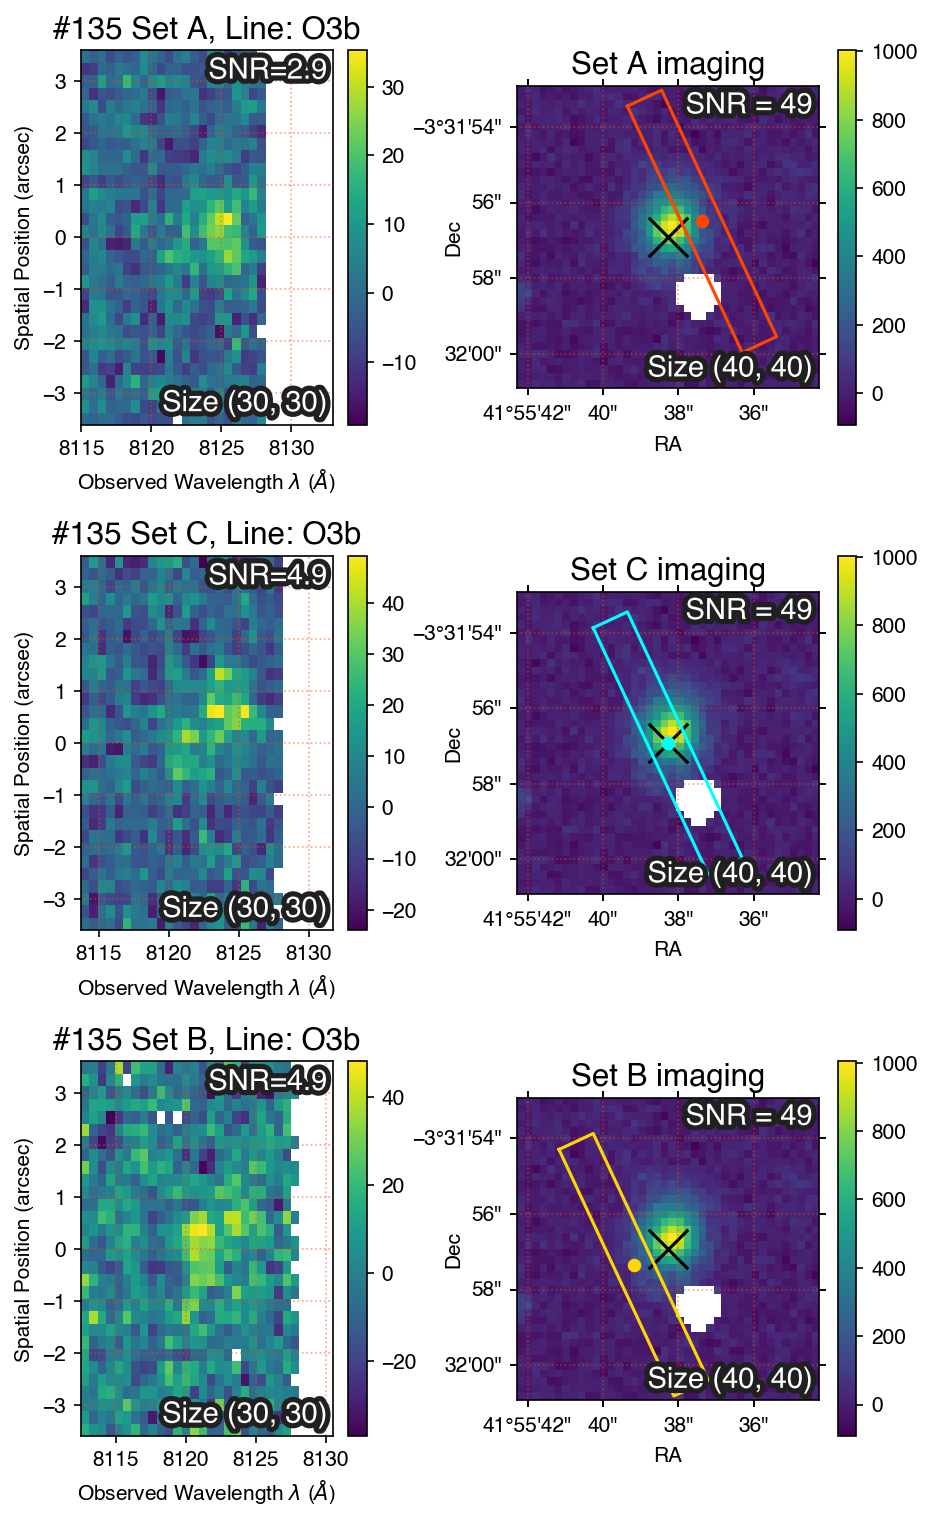 #135 Set A, Line: O3b
SNR=2.9
Size (30, 30)
Spatial Position (arcsec)
3
2
1
0
−1
−2
−3
8115 8120 8125 8130
Observed Wavelength λ (Å)
30
20
10
0
−10
Set A imaging
SNR = 49
Size (40, 40)
Dec
−3°31'54"
56"
58"
32'00"
41°55'42" 40" 38" 36"
RA
1000
800
600
400
200
0
#135 Set C, Line: O3b
SNR=4.9
Size (30, 30)
Spatial Position (arcsec)
3
2
1
0
−1
−2
−3
8115 8120 8125 8130
Observed Wavelength λ (Å)
40
30
20
10
0
−10
−20
Set C imaging
SNR = 49
Size (40, 40)
Dec
−3°31'54"
56"
58"
32'00"
41°55'42" 40" 38" 36"
RA
1000
800
600
400
200
0
#135 Set B, Line: O3b
SNR=4.9
Size (30, 30)
Spatial Position (arcsec)
3
2
1
0
−1
−2
−3
8115 8120 8125 8130
Observed Wavelength λ (Å)
40
20
0
−20
Set B imaging
SNR = 49
Size (40, 40)
Dec
−3°31'54"
56"
58"
32'00"
41°55'42" 40" 38" 36"
RA
1000
800
600
400
200
0